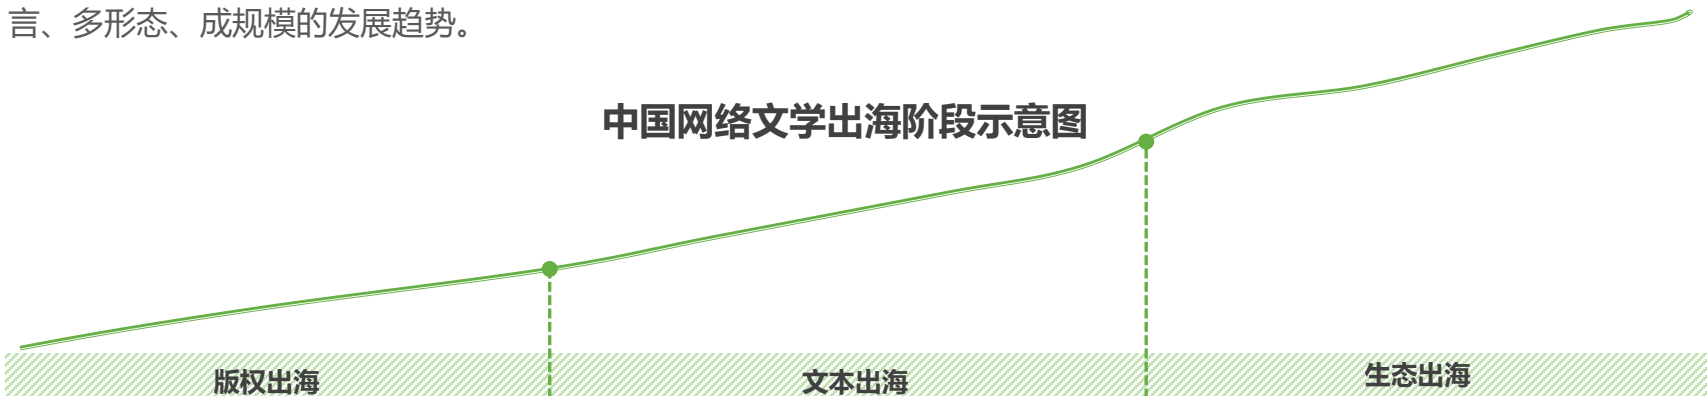 言、多形态、成规模的发展趋势。
中国网络文学出海阶段示意图
版权出海
文本出海
生态出海